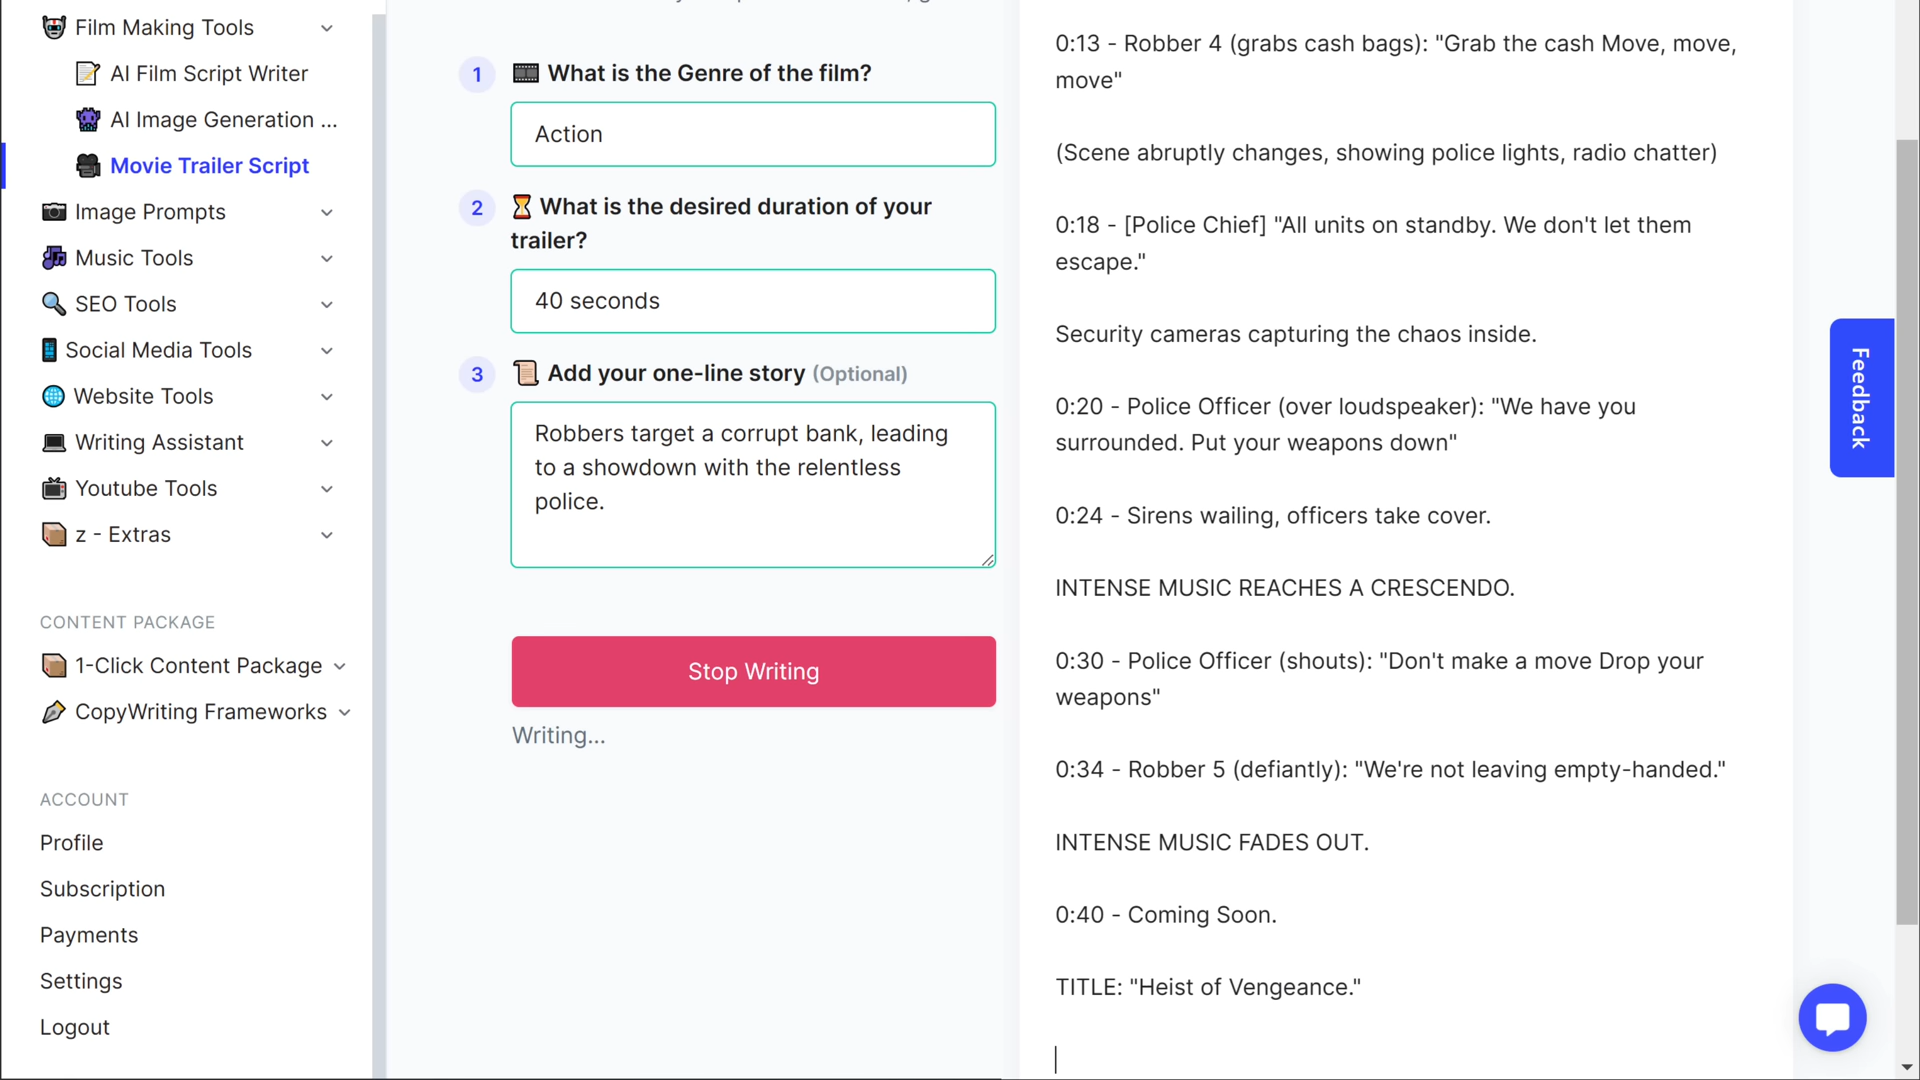 Film Making Tools
AI Film Script Writer
AI Image Generation ...
Movie Trailer Script
Image Prompts
Music Tools
SEO Tools
Social Media Tools
Website Tools
Writing Assistant
Youtube Tools
z - Extras
CONTENT PACKAGE
1-Click Content Package
CopyWriting Frameworks
ACCOUNT
Profile
Subscription
Payments
Settings
Logout
1 What is the Genre of the film?
Action
2 What is the desired duration of your
trailer?
40 seconds
3 Add your one-line story (Optional)
Robbers target a corrupt bank, leading
to a showdown with the relentless
police.
Stop Writing
Writing...
0:13 - Robber 4 (grabs cash bags): "Grab the cash Move, move,
move"
(Scene abruptly changes, showing police lights, radio chatter)
0:18 - [Police Chief] "All units on standby. We don't let them
escape."
Security cameras capturing the chaos inside.
0:20 - Police Officer (over loudspeaker): "We have you
surrounded. Put your weapons down"
0:24 - Sirens wailing, officers take cover.
INTENSE MUSIC REACHES A CRESCENDO.
0:30 - Police Officer (shouts): "Don't make a move Drop your
weapons"
0:34 - Robber 5 (defiantly): "We're not leaving empty-handed."
INTENSE MUSIC FADES OUT.
0:40 - Coming Soon.
TITLE: "Heist of Vengeance."
Feedback